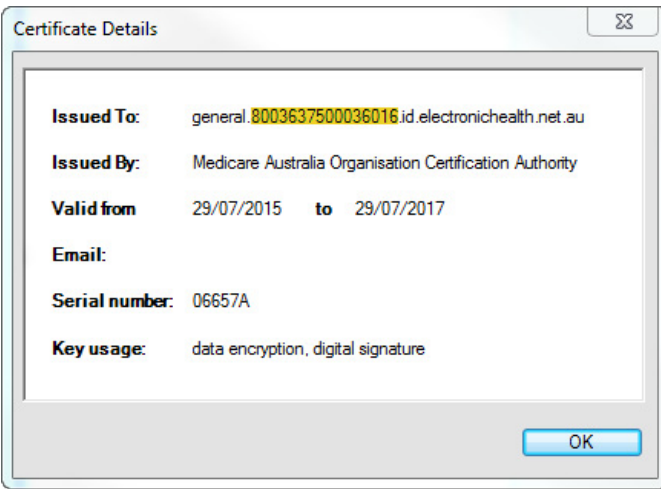 Certificate Details
Issued To: general.8003637500036016.id.electronichealth.net.au
Issued By: Medicare Australia Organisation Certification Authority
Valid from 29/07/2015 to 29/07/2017
Email:
Serial number: 06657A
Key usage: data encryption, digital signature
OK